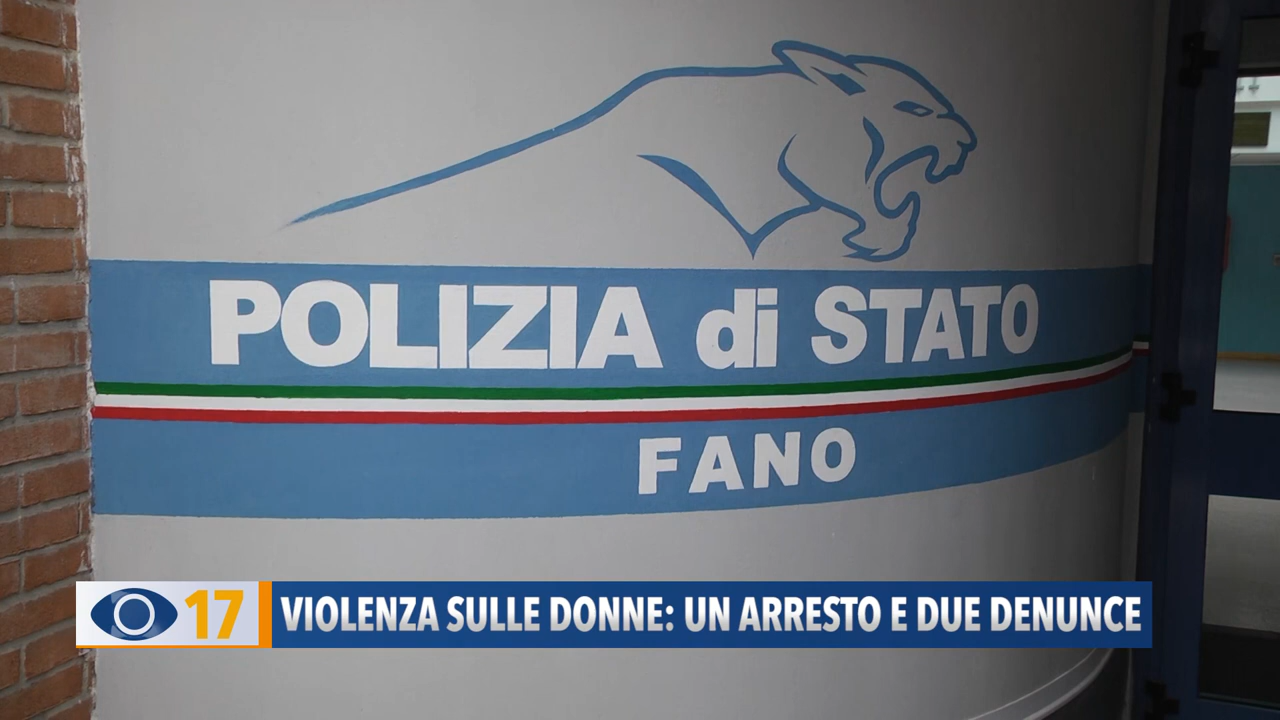 POLIZIA di STATO
FANO
17 VIOLENZA SULLE DONNE: UN ARRESTO E DUE DENUNCE